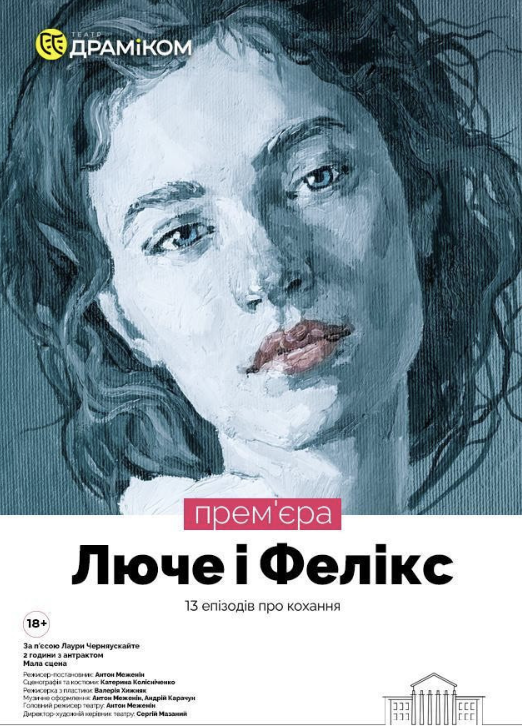 ТЕАТР
ДРАМіКОМ
прем'єра
Люче і Фелікс
13 епізодів про кохання
18+
За п'єсою Лаури Черняускайте
2 години з антрактом
Мала сцена
Режисер-постановник: Антон Меженін
Сценографія та костюми: Катерина Колісніченко
Режисерка з пластики: Валерія Хижняк
Музичне оформлення: Антон Меженін, Андрій Карачун
Головний режисер театру: Антон Меженін
Директор-художній керівник театру: Сергій Мазаний